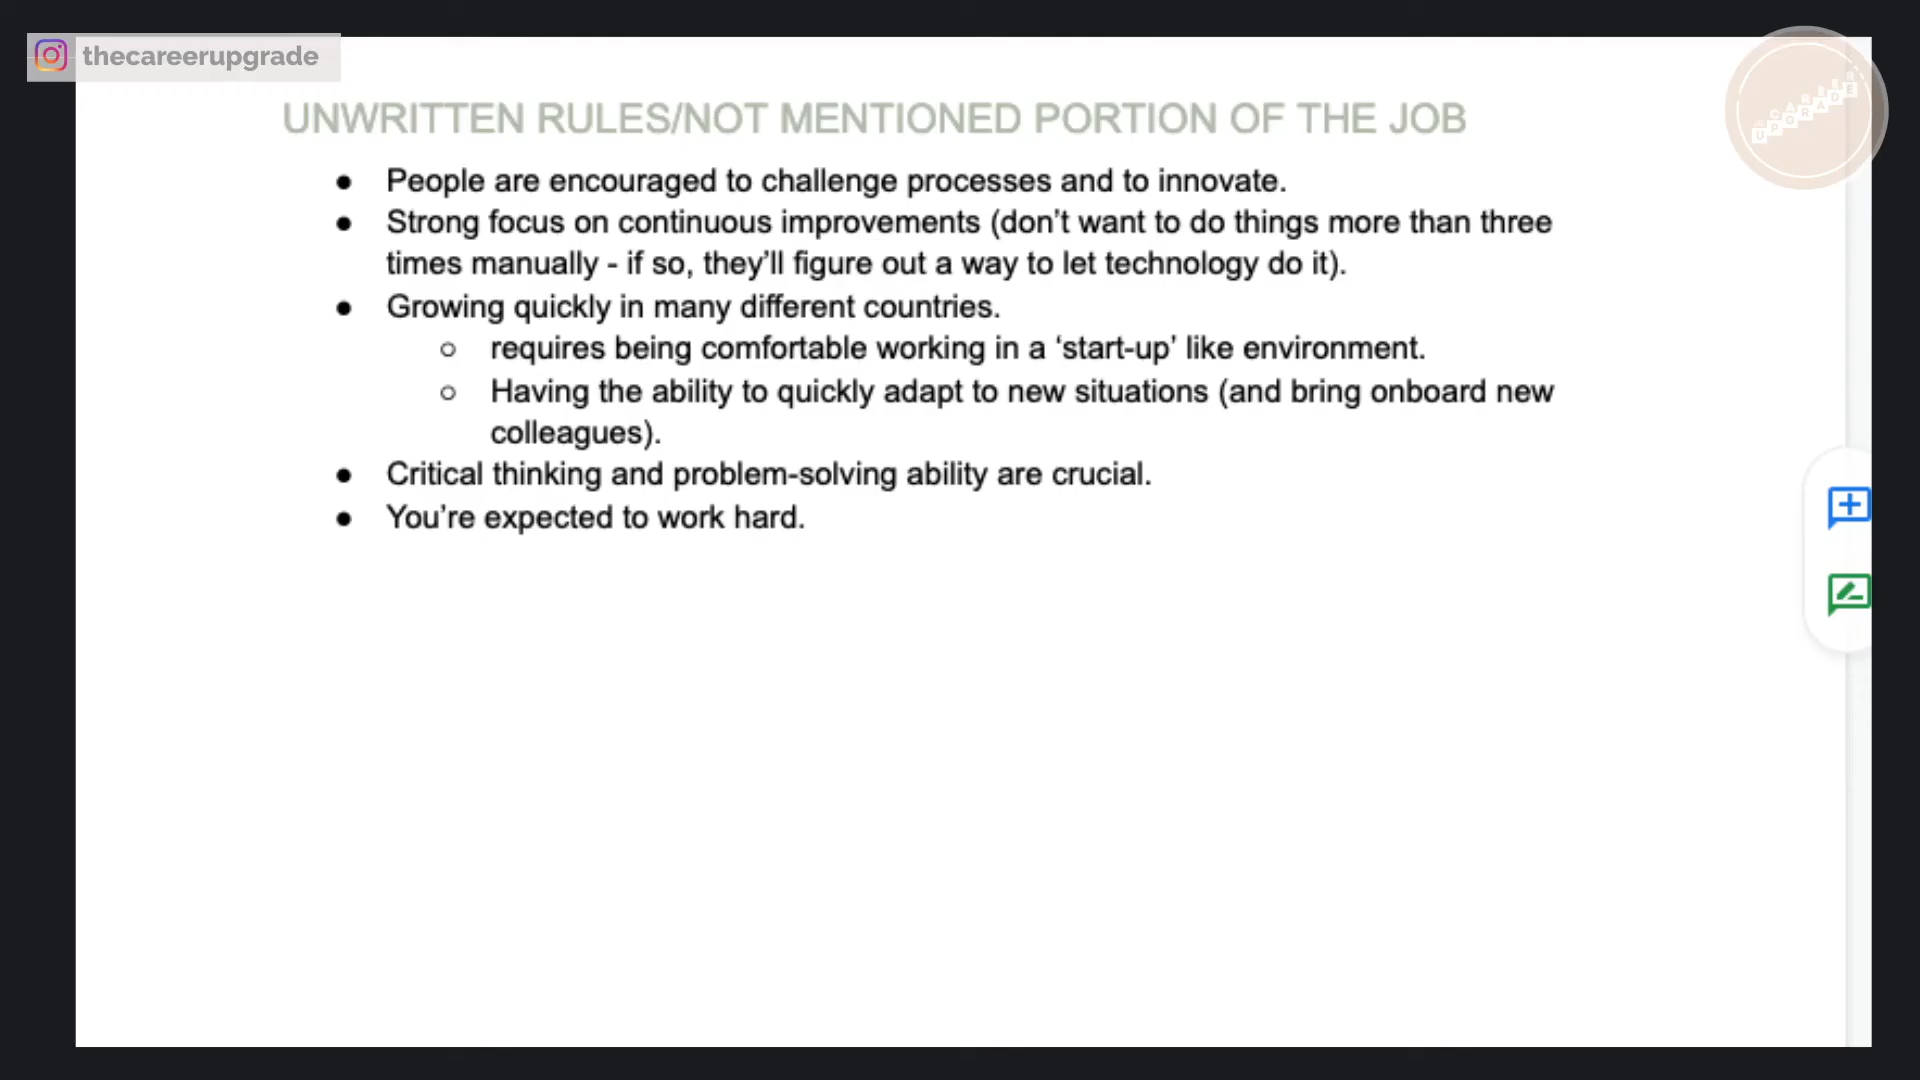 thecareerupgrade
CAREER
UPGRADE
UNWRITTEN RULES/NOT MENTIONED PORTION OF THE JOB
● People are encouraged to challenge processes and to innovate.
● Strong focus on continuous improvements (don’t want to do things more than three
times manually - if so, they’ll figure out a way to let technology do it).
● Growing quickly in many different countries.
○ requires being comfortable working in a ‘start-up’ like environment.
○ Having the ability to quickly adapt to new situations (and bring onboard new
colleagues).
● Critical thinking and problem-solving ability are crucial.
● You’re expected to work hard.